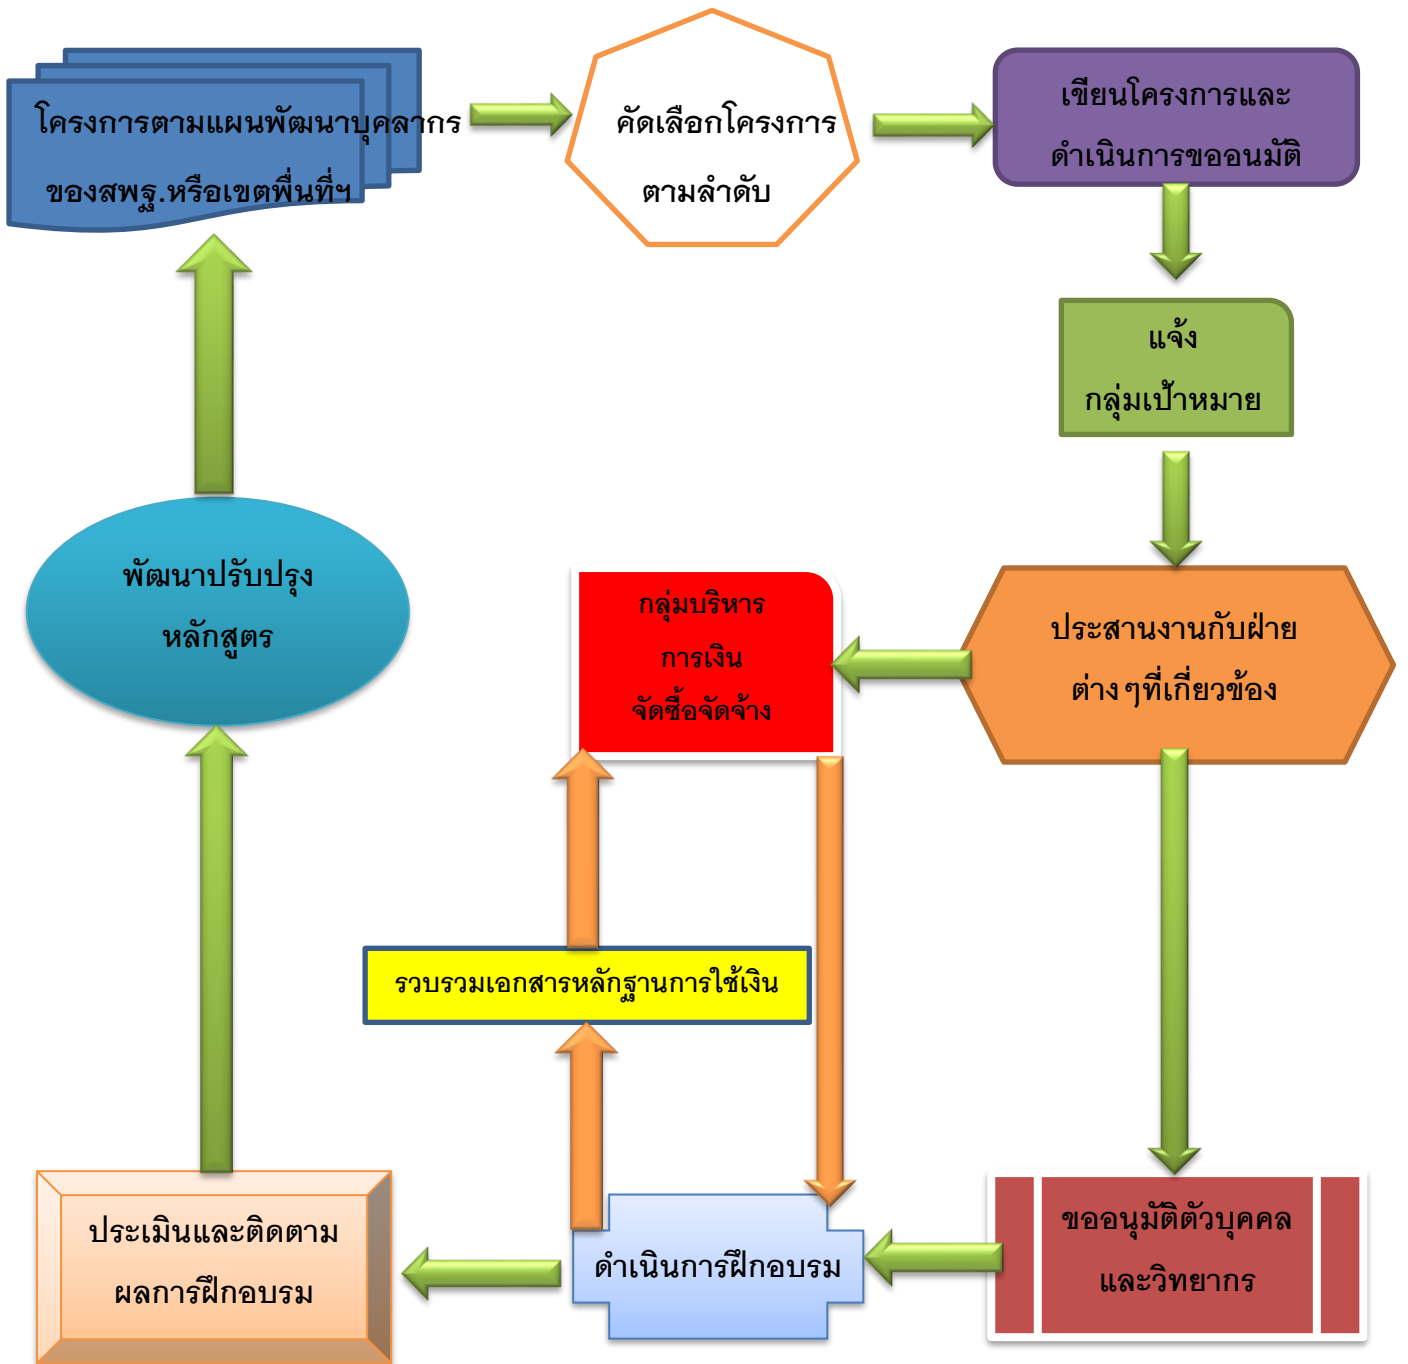 โครงการตามแผนพัฒนาบุคลากร
ของสพฐ.หรือเขตพื่นที่ฯ
คัดเลือกโครงการ
ตามลำดับ
เขียนโครงการและ
ดำเนินการขออนมัติ
แจ้ง
กลุ่มเป้าหมาย
ประสานงานกับฝ่าย
ต่างๆที่เกี่ยวข้อง
กลุ่มบริหาร
การเงิน
จัดซื้อจัดจ้าง
พัฒนาปรับปรุง
หลักสูตร
รวบรวมเอกสารหลักฐานการใช้เงิน
ขออนุมัติตัวบุคคล
และวิทยากร
ดำเนินการฝึกอบรม
ประเมินและติดตาม
ผลการฝึกอบรม